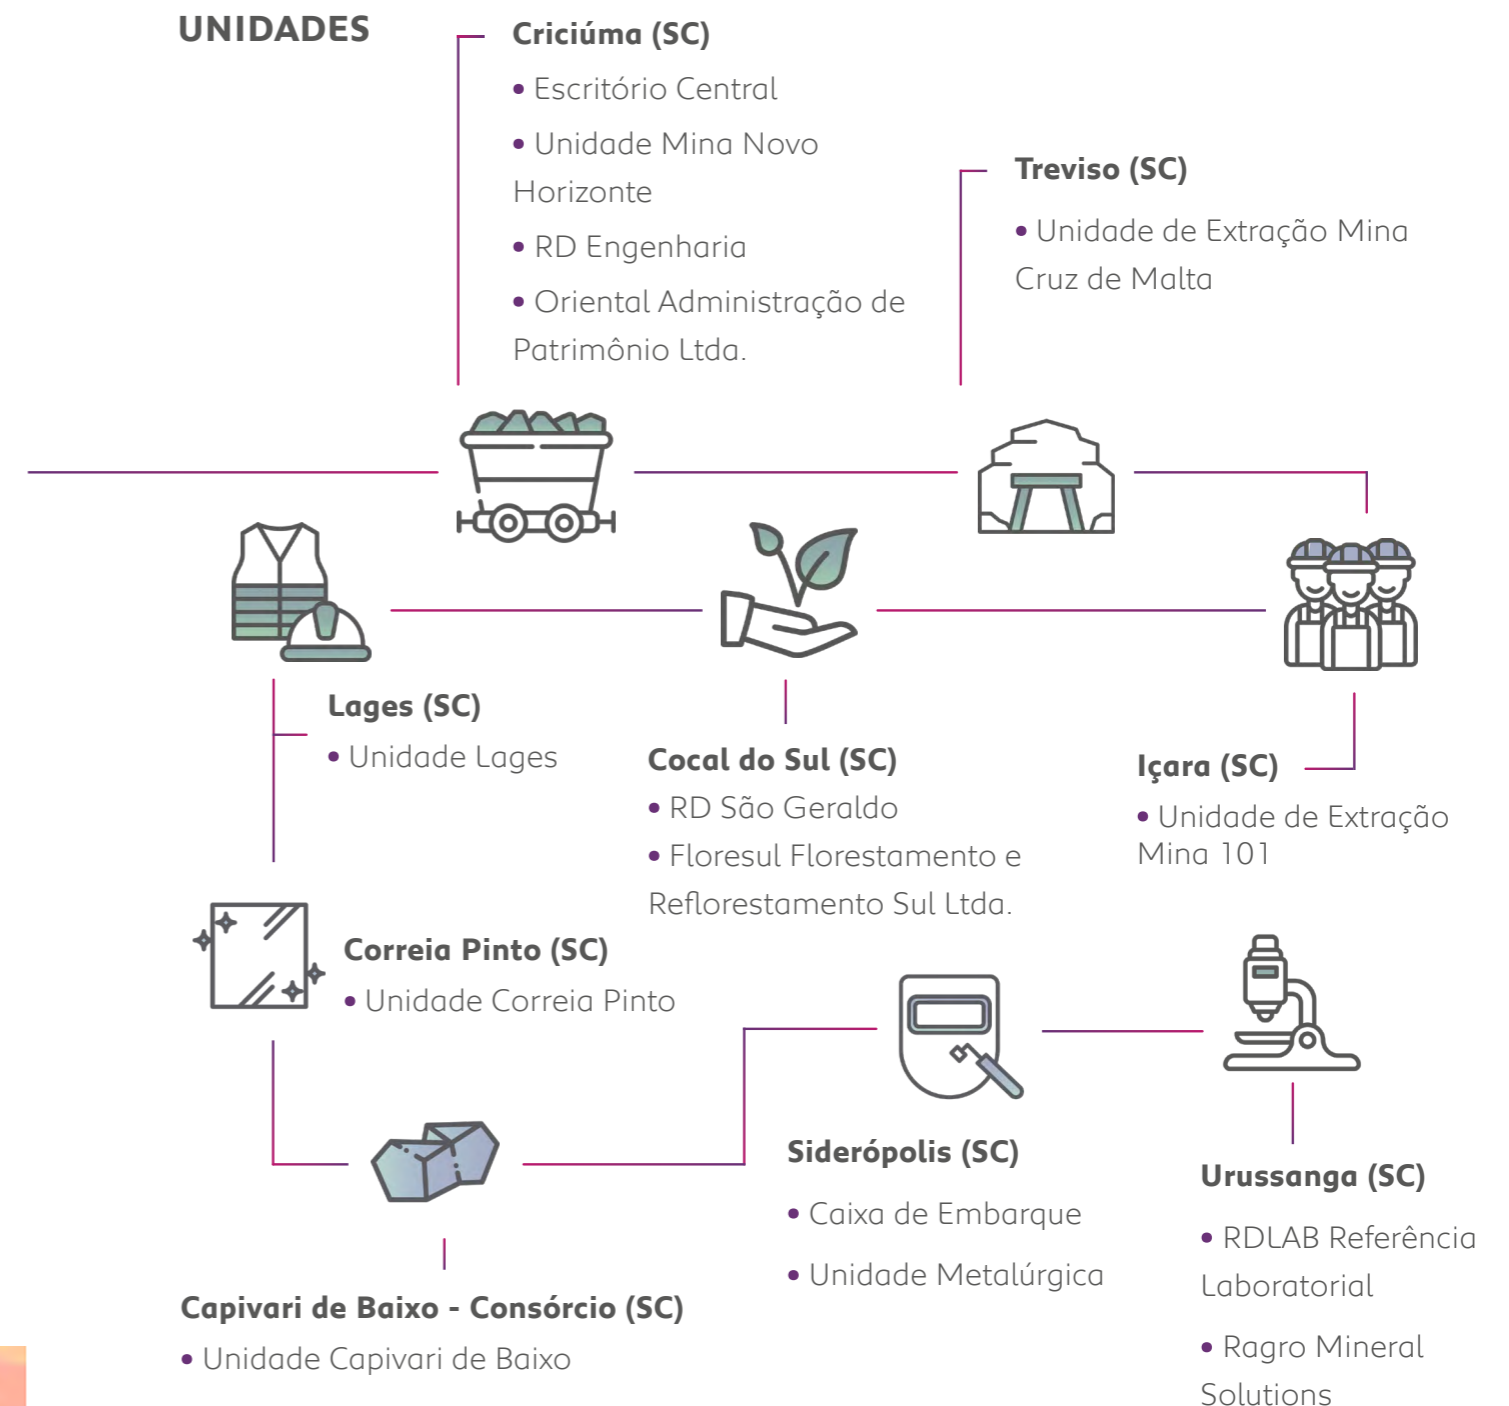 UNIDADES
Criciúma (SC)
• Escritório Central
• Unidade Mina Novo
Horizonte
• RD Engenharia
• Oriental Administração de
Patrimônio Ltda.
Treviso (SC)
• Unidade de Extração Mina
Cruz de Malta
Lages (SC)
• Unidade Lages
Cocal do Sul (SC)
• RD São Geraldo
• Floresul Florestamento e
Reflorestamento Sul Ltda.
Içara (SC)
• Unidade de Extração
Mina 101
Correia Pinto (SC)
• Unidade Correia Pinto
Capivari de Baixo - Consórcio (SC)
• Unidade Capivari de Baixo
Siderópolis (SC)
• Caixa de Embarque
• Unidade Metalúrgica
Urussanga (SC)
• RDLAB Referência
Laboratorial
• Ragro Mineral
Solutions